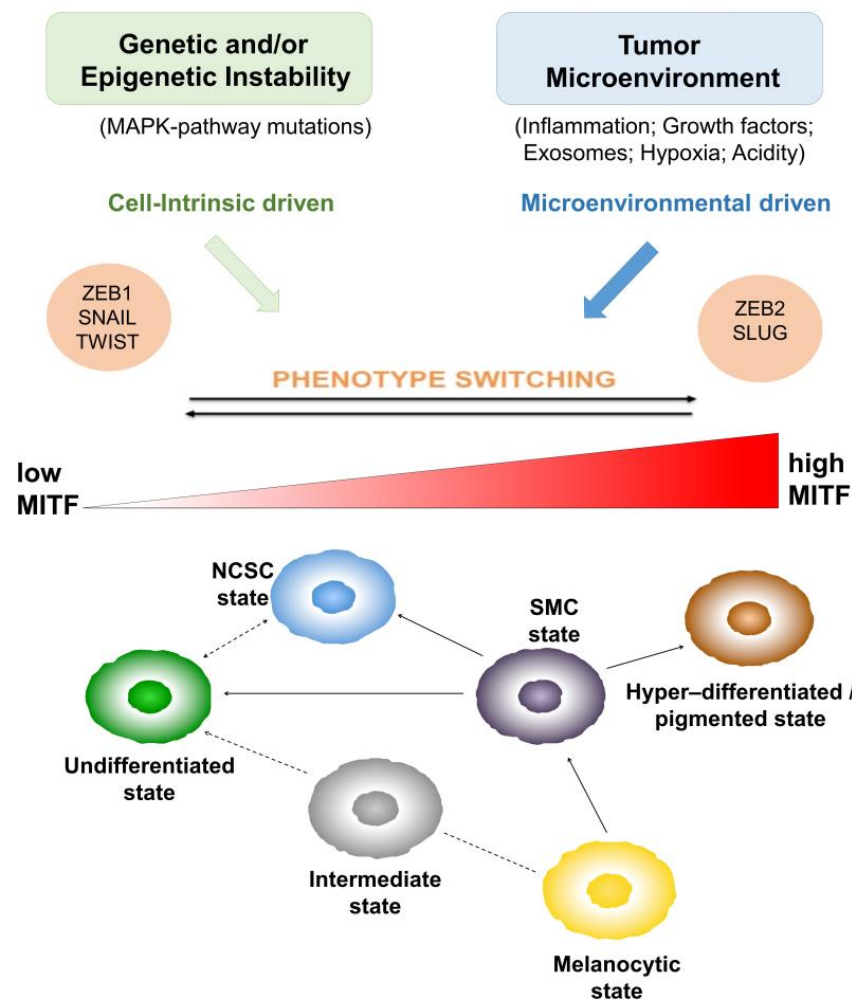 Genetic and/or
Epigenetic Instability
(MAPK-pathway mutations)
Cell-Intrinsic driven
Tumor
Microenvironment
(Inflammation; Growth factors;
Exosomes; Hypoxia; Acidity)
Microenvironmental driven
ZEB1
SNAIL
TWIST
ZEB2
SLUG
PHENOTYPE SWITCHING
low
MITF
high
MITF
NCSC
state
SMC
state
Hyper–differentiated /
pigmented state
Undifferentiated
state
Intermediate
state
Melanocytic
state